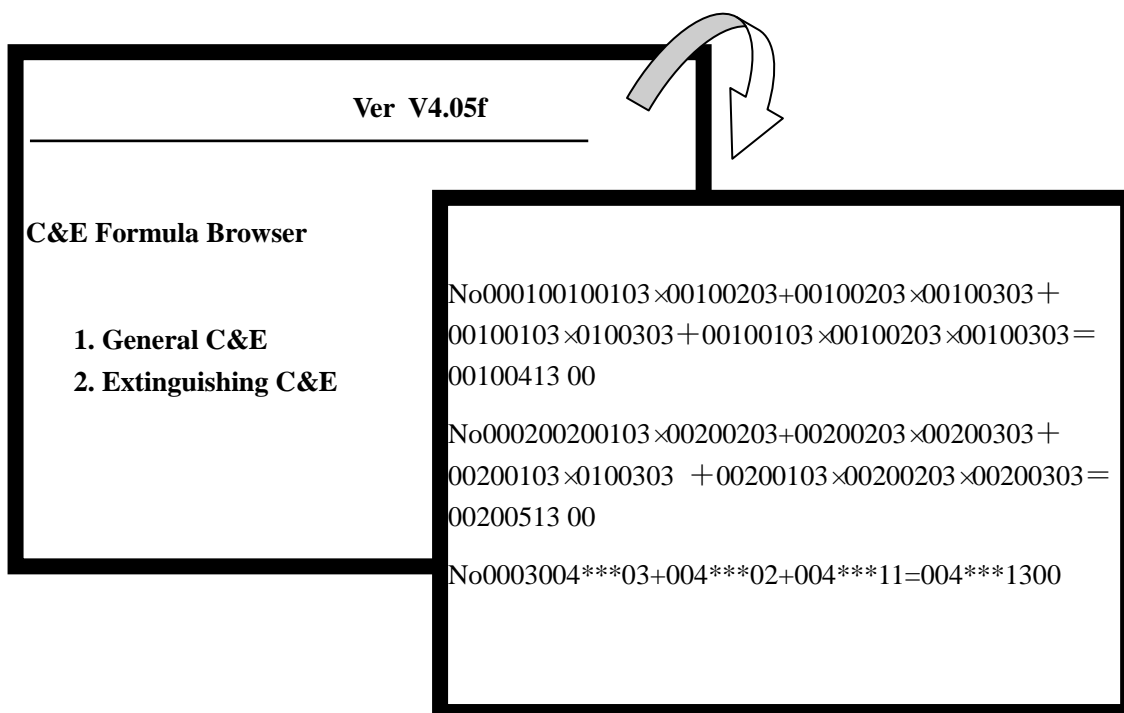 Ver V4.05f
C&E Formula Browser
1. General C&E
2. Extinguishing C&E
No000100100103×00100203+00100203×00100303＋
00100103×0100303＋00100103×00100203×00100303＝
00100413 00
No000200200103×00200203+00200203×00200303＋
00200103×0100303 ＋00200103×00200203×00200303＝
00200513 00
No0003004***03+004***02+004***11=004***1300